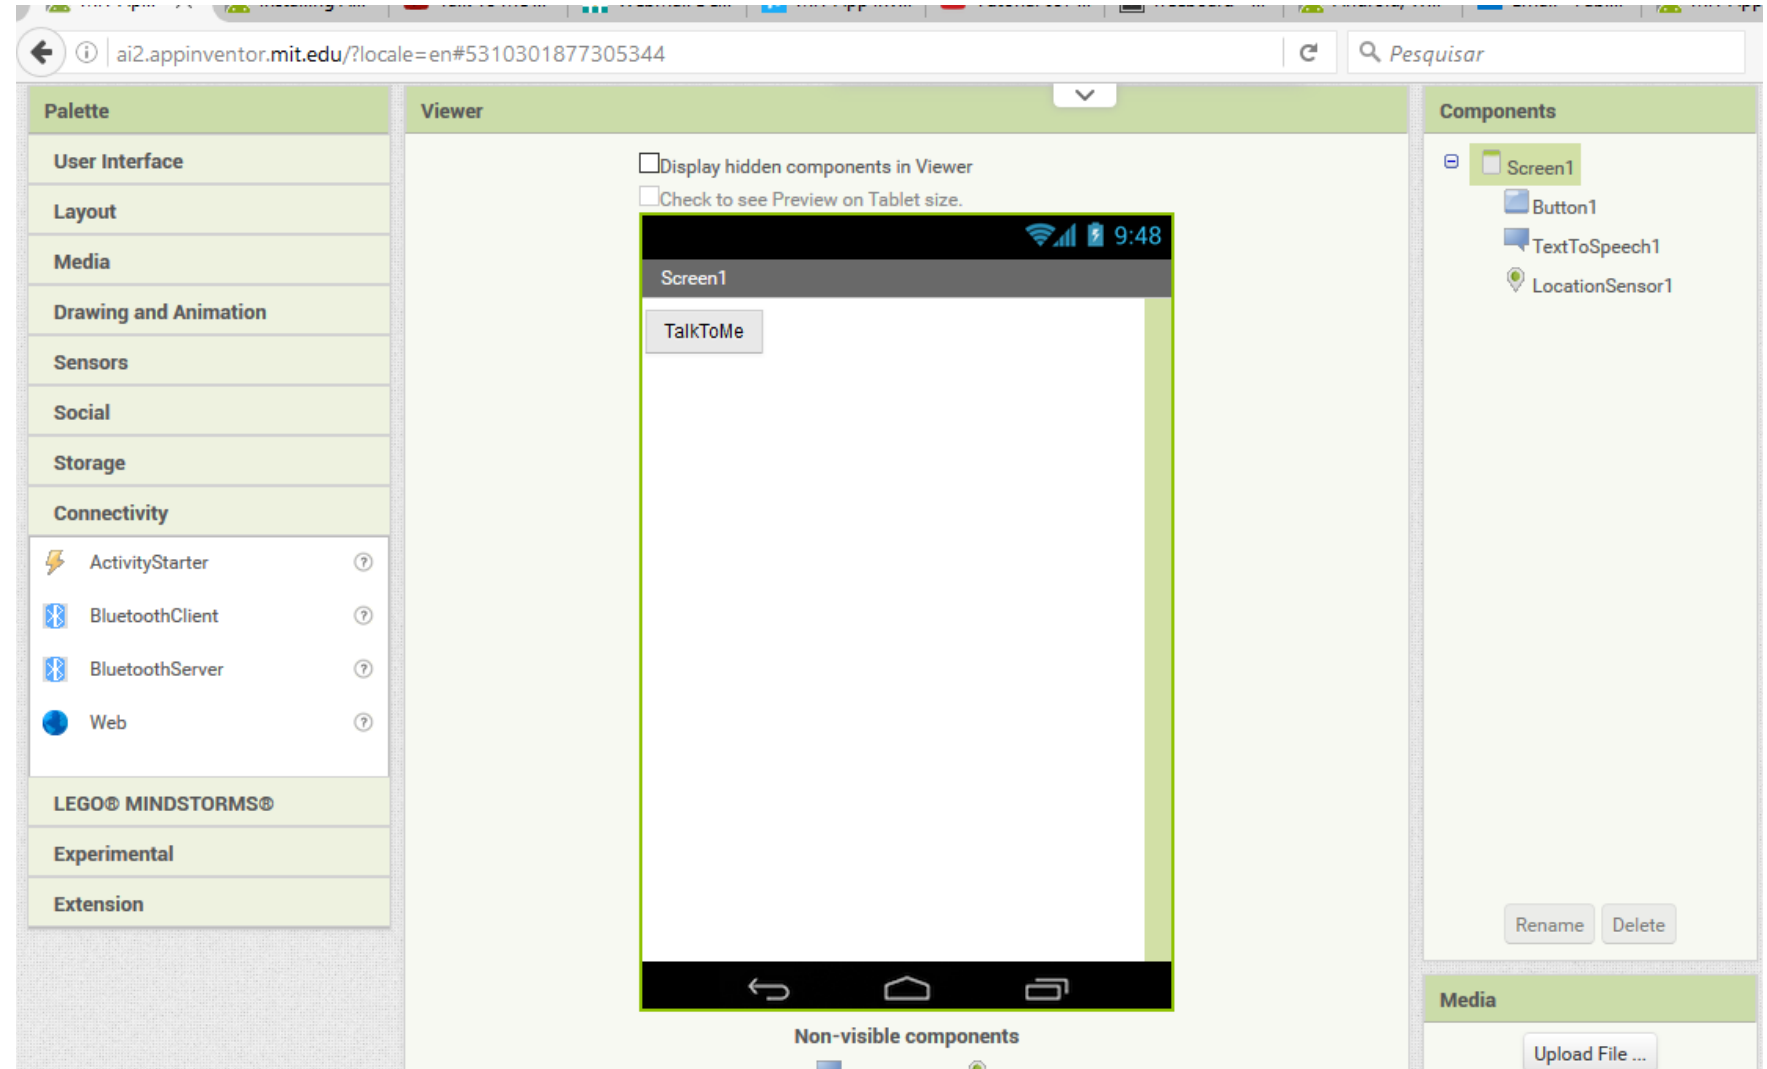 ai2.appinventor.mit.edu/?locale=en#5310301877305344
Pesquisar
Palette
User Interface
Layout
Media
Drawing and Animation
Sensors
Social
Storage
Connectivity
ActivityStarter
BluetoothClient
BluetoothServer
Web
LEGO® MINDSTORMS®
Experimental
Extension
Viewer
Display hidden components in Viewer
Check to see Preview on Tablet size.
9:48
Screen1
TalkToMe
Non-visible components
Components
Screen1
Button1
TextToSpeech1
LocationSensor1
Rename Delete
Media
Upload File ...